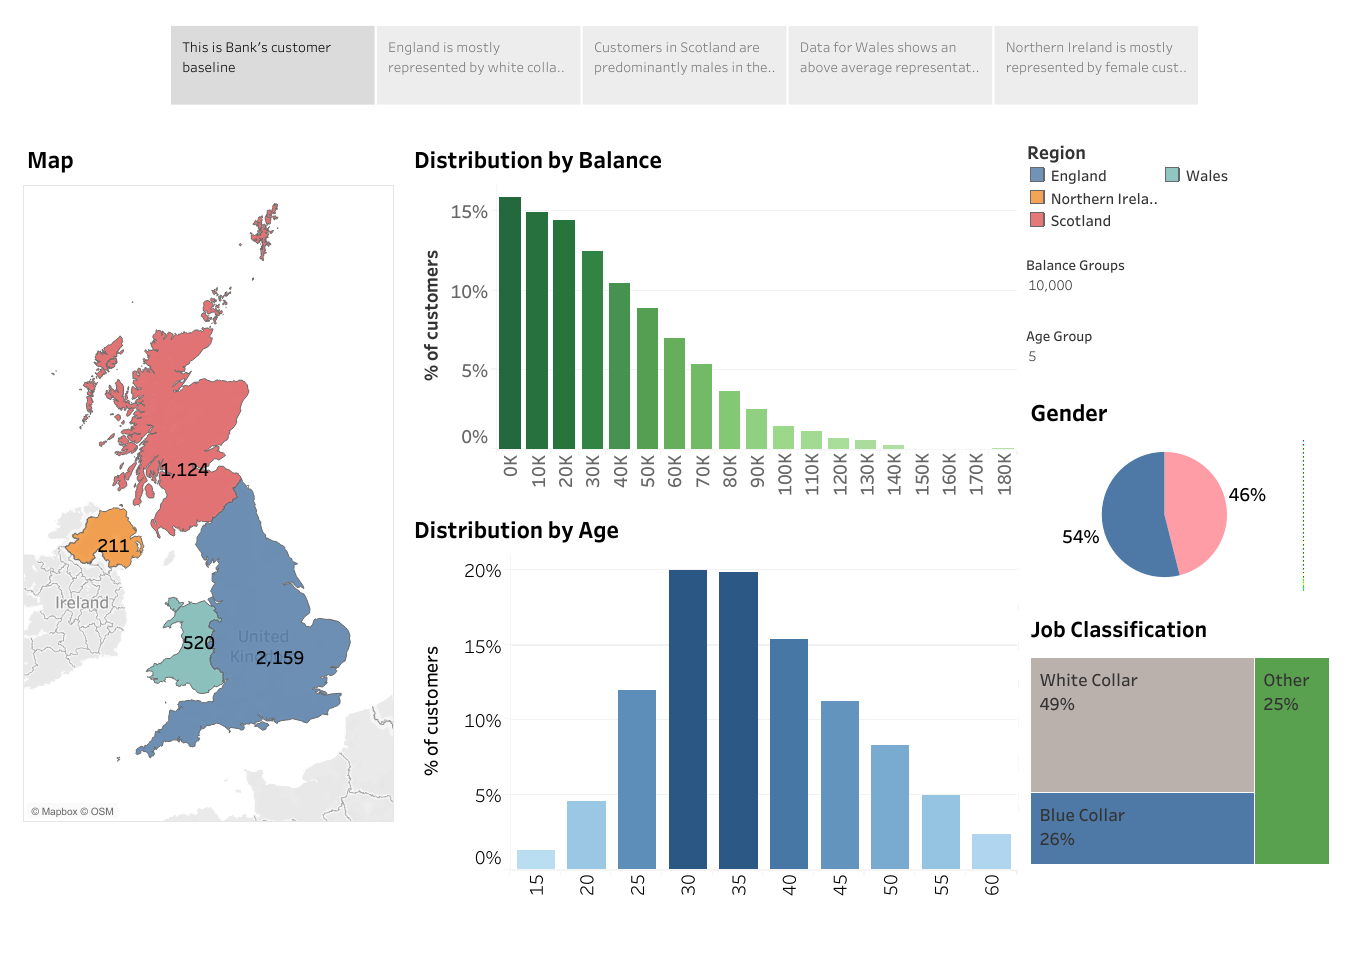 This is Bank's customer
baseline
England is mostly
represented by white colla..
Customers in Scotland are
predominantly males in the..
Data for Wales shows an
above average representat..
Northern Ireland is mostly
represented by female cust..
Map
1,124
211
Ireland
520
United
Kin
2,159
© Mapbox © OSM
Distribution by Balance
% of customers
15%
10%
5%
0%
0K
10K
20K
30K
40K
50K
60K
70K
80K
90K
100K
110K
120K
130K
140K
150K
160K
170K
180K
Distribution by Age
% of customers
20%
15%
10%
5%
0%
15
20
25
30
35
40
45
50
55
60
Region
England
Wales
Northern Irela..
Scotland
Balance Groups
10,000
Age Group
5
Gender
46%
54%
Job Classification
White Collar
49%
Other
25%
Blue Collar
26%